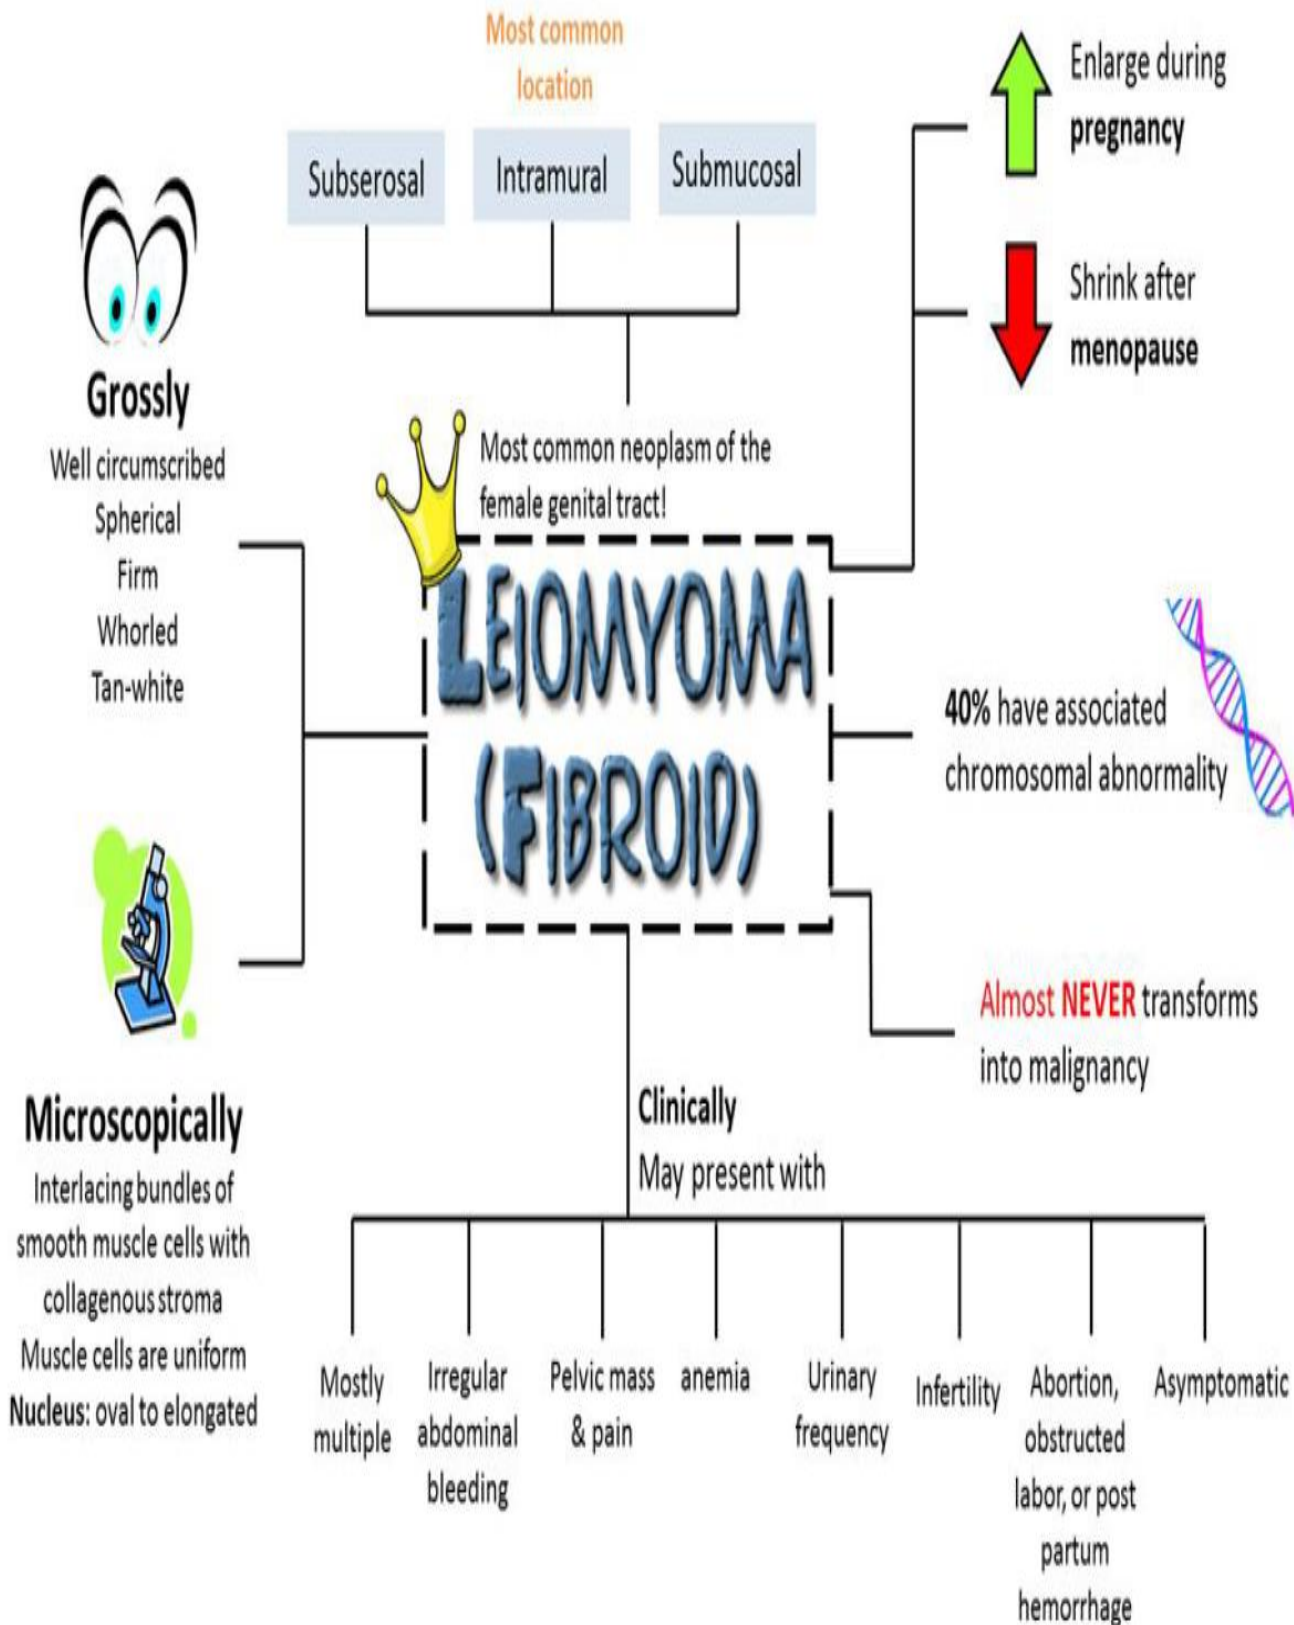 Most common
location
Subserosal
Intramural
Submucosal
Enlarge during
pregnancy
Shrink after
menopause
Grossly
Well circumscribed
Spherical
Firm
Whorled
Tan-white
Most common neoplasm of the
female genital tract!
LEIOMYOMA
(FIBROID)
40% have associated
chromosomal abnormality
Almost NEVER transforms
into malignancy
Microscopically
Interlacing bundles of
smooth muscle cells with
collagenous stroma
Muscle cells are uniform
Nucleus: oval to elongated
Clinically
May present with
Mostly
multiple
Irregular
abdominal
bleeding
Pelvic mass
& pain
anemia
Urinary
frequency
Infertility
Abortion,
obstructed
labor, or post
partum
hemorrhage
Asymptomatic